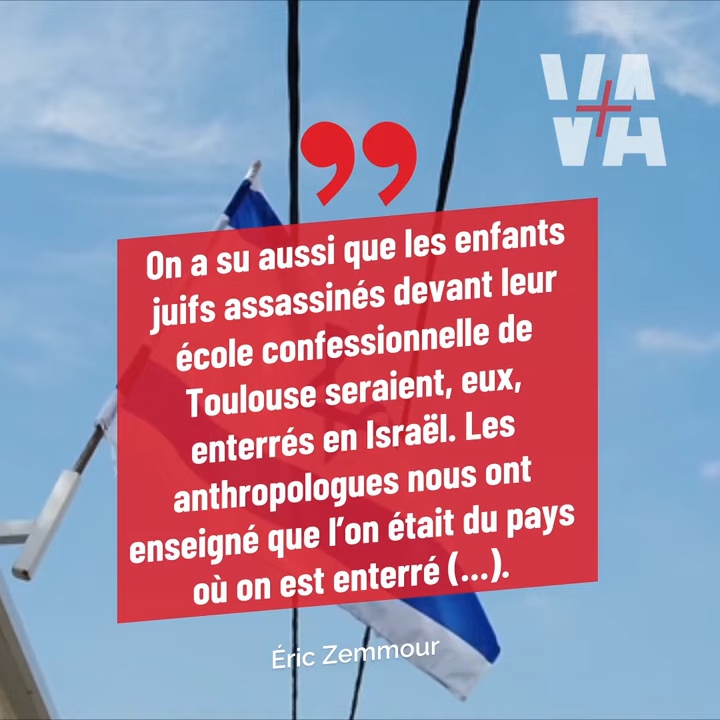 VA
+
VA
”
On a su aussi que les enfants
juifs assassinés devant leur
école confessionnelle de
Toulouse seraient, eux,
enterrés en Israël. Les
anthropologues nous ont
enseigné que l’on était du pays
où on est enterré (...).
Éric Zemmour